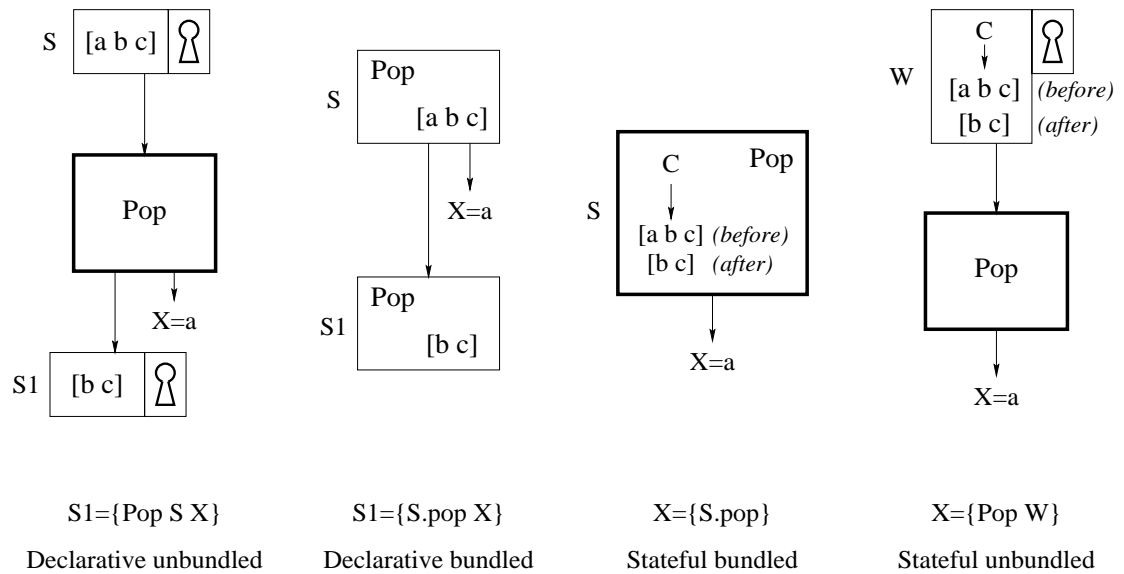 S
[a b c]
Pop
X=a
S1
[b c]
S1={Pop S X}
Declarative unbundled
Pop
S
[a b c]
X=a
Pop
S1
[b c]
S1={S.pop X}
Declarative bundled
C
Pop
S
[a b c] (before)
[b c] (after)
X=a
X={S.pop}
Stateful bundled
C
W
[a b c] (before)
[b c] (after)
Pop
X=a
X={Pop W}
Stateful unbundled